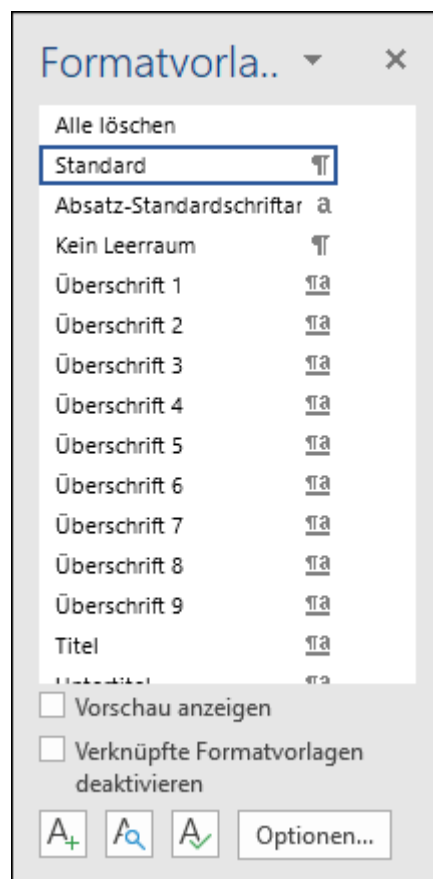 Formatvorla..
Alle löschen
Standard ¶
Absatz-Standardschriftar a
Kein Leerraum ¶
Überschrift 1 ¶a
Überschrift 2 ¶a
Überschrift 3 ¶a
Überschrift 4 ¶a
Überschrift 5 ¶a
Überschrift 6 ¶a
Überschrift 7 ¶a
Überschrift 8 ¶a
Überschrift 9 ¶a
Titel ¶a
Untertitel ¶a
Vorschau anzeigen
Verknüpfte Formatvorlagen
deaktivieren
Optionen...